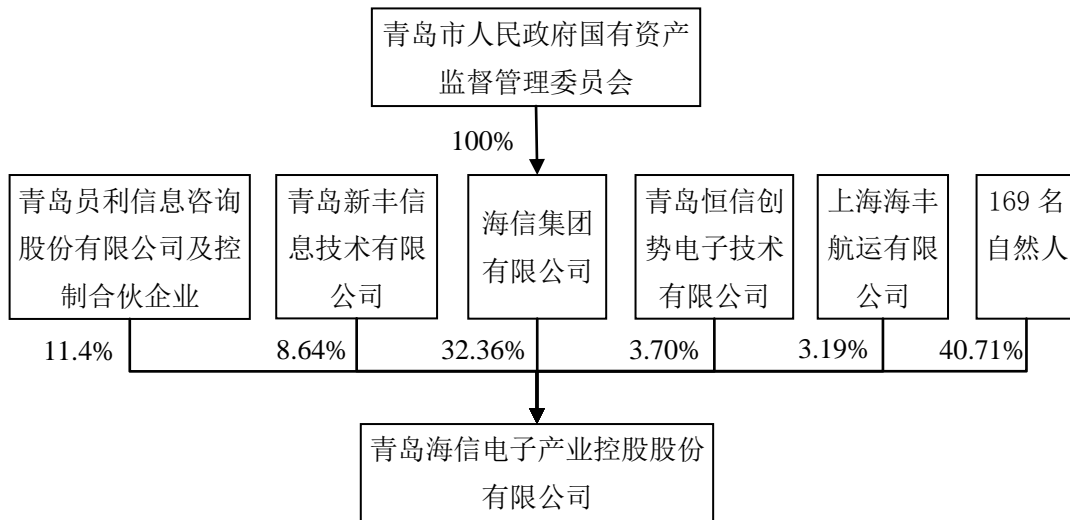 青岛市人民政府国有资产
监督管理委员会
100%
青岛员利信息咨询
股份有限公司及控
制合伙企业
青岛新丰信
息技术有限
公司
海信集团
有限公司
青岛恒信创
势电子技术
有限公司
上海海丰
航运有限
公司
169 名
自然人
11.4%
8.64%
32.36%
3.70%
3.19%
40.71%
青岛海信电子产业控股股份
有限公司